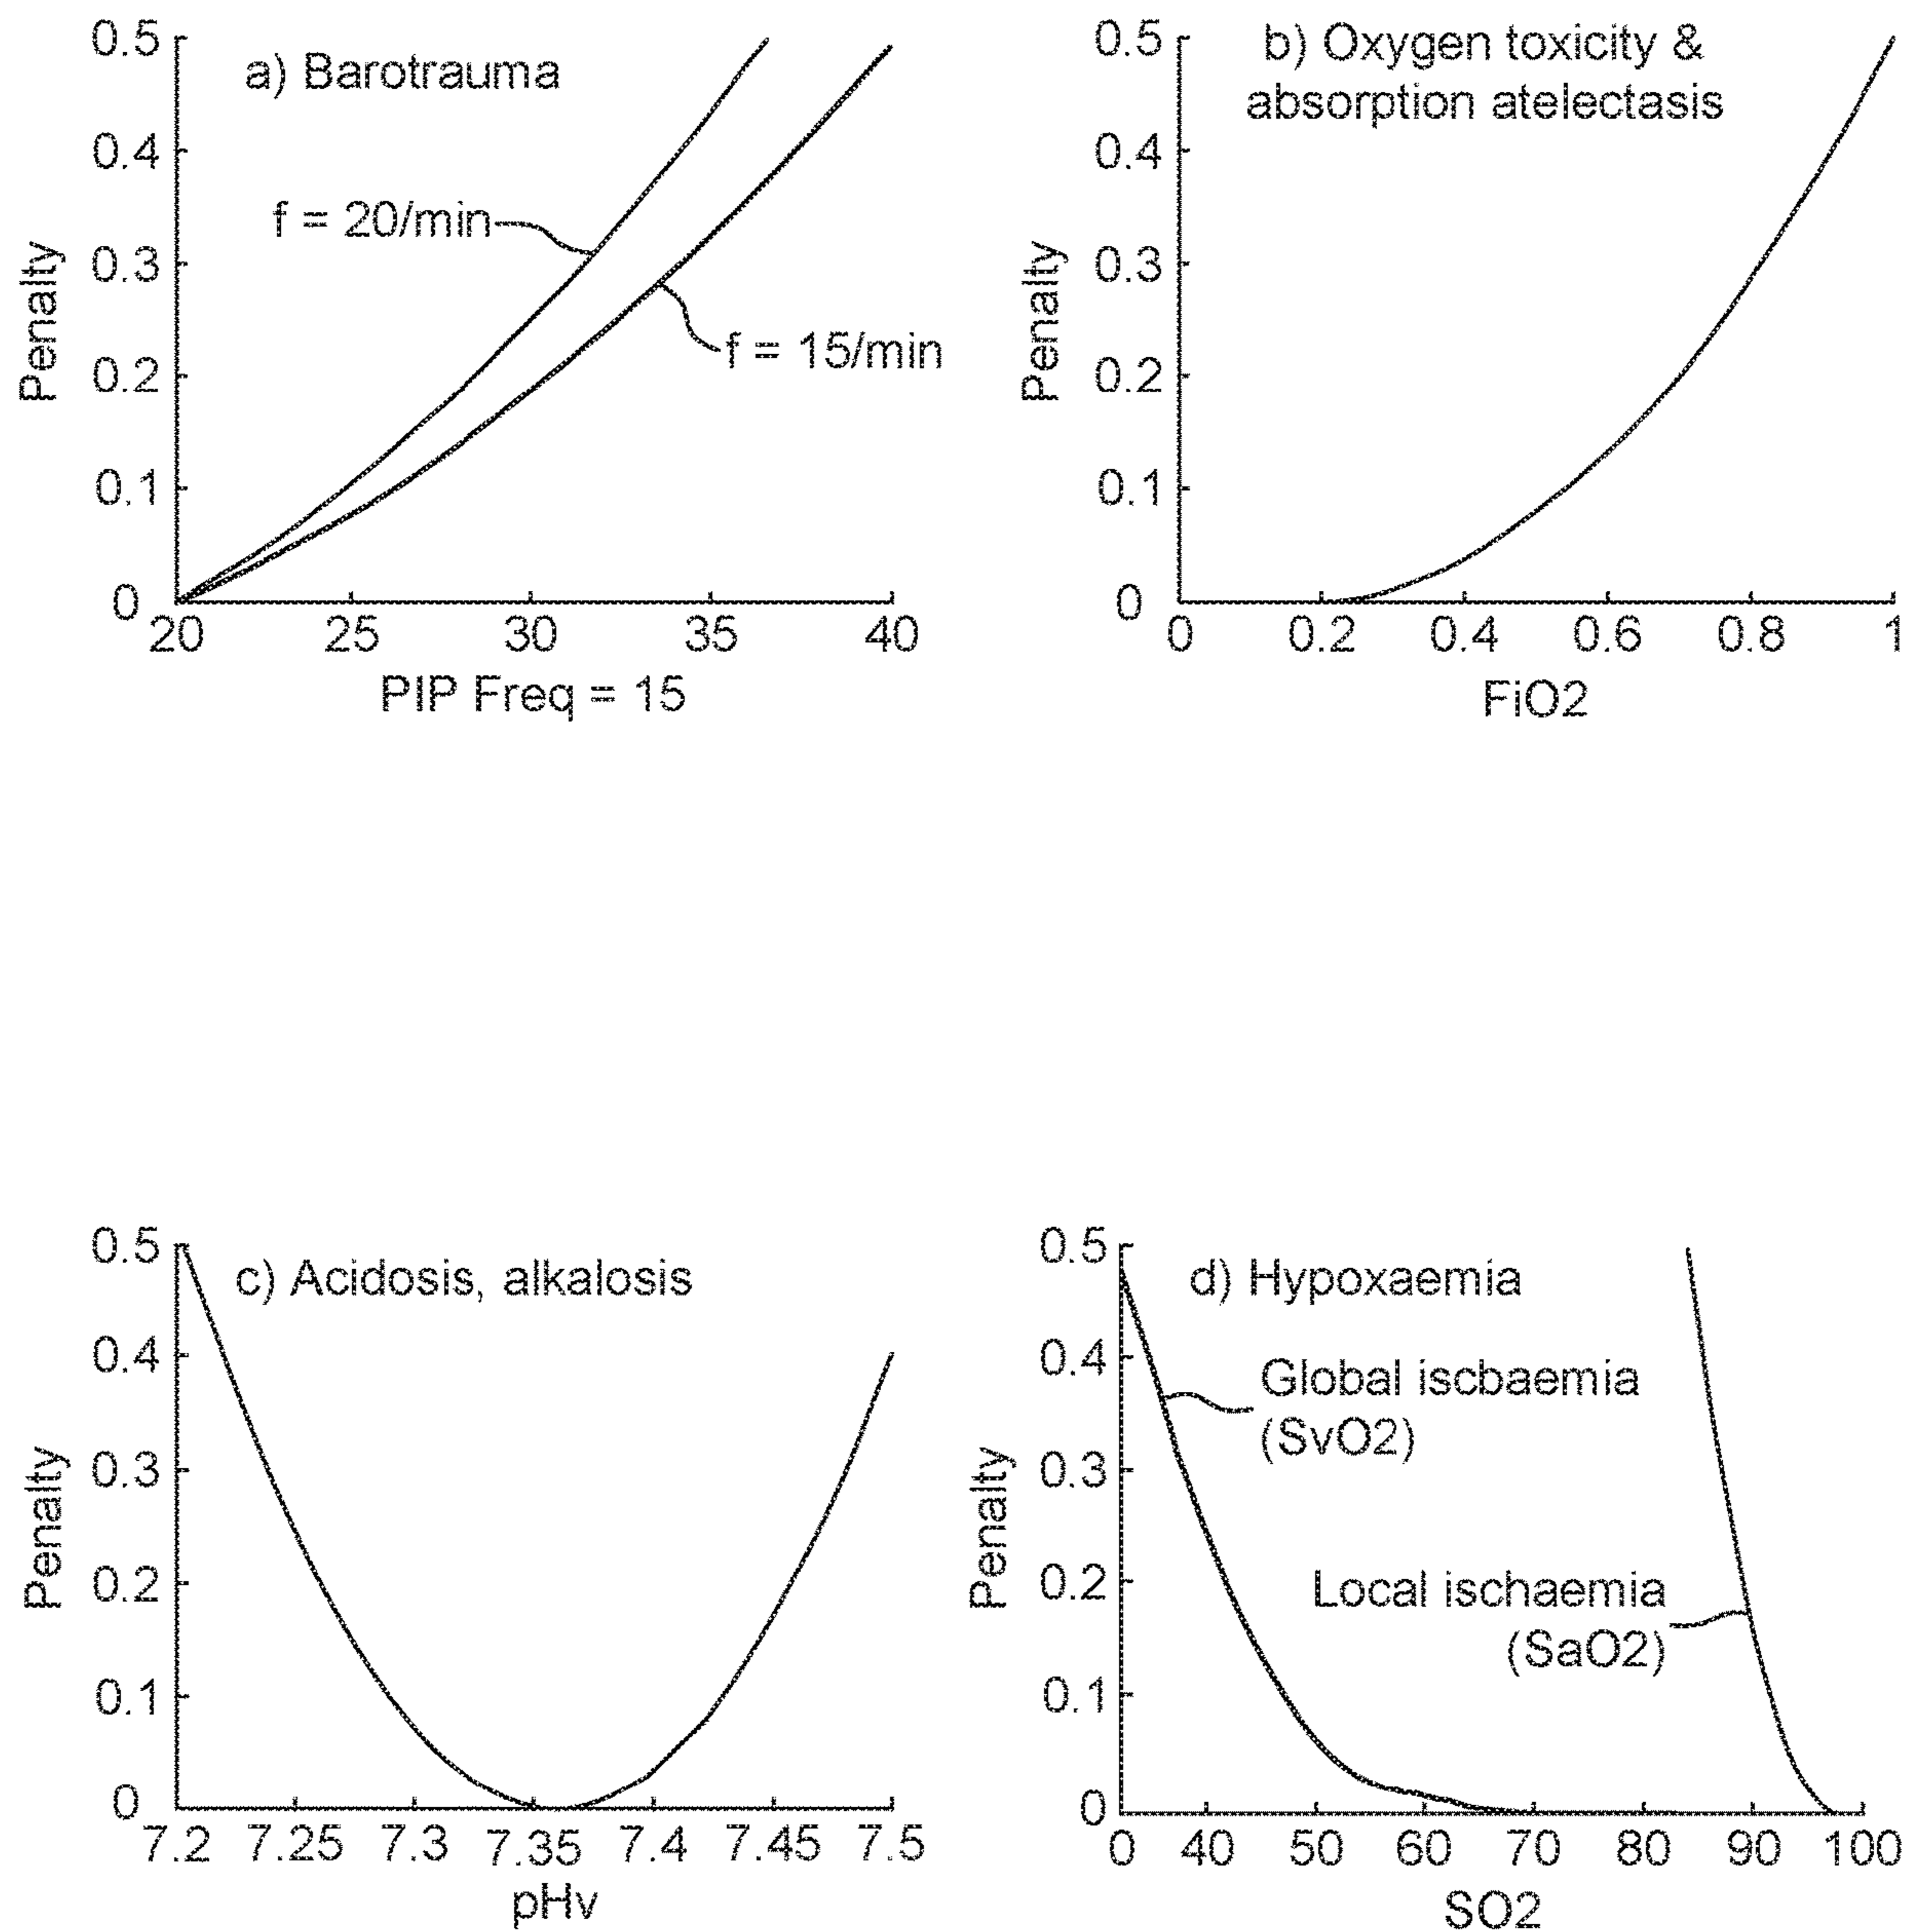 0.5
0.4
0.3
0.2
0.1
0
Penalty
a) Barotrauma
f = 20/min
f = 15/min
20 25 30 35 40
PIP Freq = 15
0.5
0.4
0.3
0.2
0.1
0
Penalty
b) Oxygen toxicity &
absorption atelectasis
0 0.2 0.4 0.6 0.8 1
FiO2
0.5
0.4
0.3
0.2
0.1
0
Penalty
c) Acidosis, alkalosis
7.2 7.25 7.3 7.35 7.4 7.45 7.5
pHv
0.5
0.4
0.3
0.2
0.1
0
Penalty
d) Hypoxaemia
Global iscbaemia
(SvO2)
Local ischaemia
(SaO2)
0 40 50 60 70 80 90 100
SO2